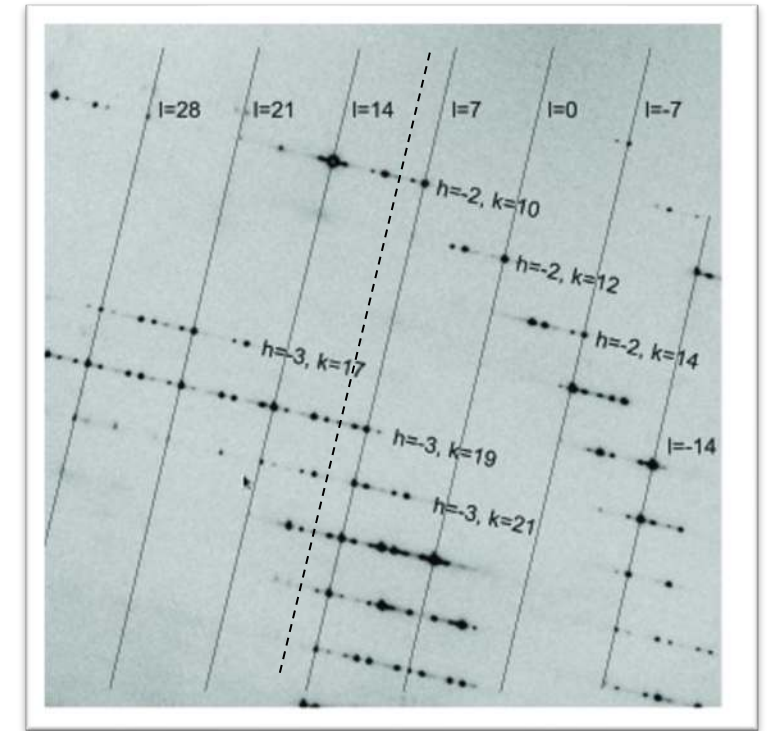 l=28
l=21
l=14
l=7
l=0
l=-7
h=-2, k=10
h=-2, k=12
h=-2, k=14
h=-3, k=17
h=-3, k=19
l=-14
h=-3, k=21